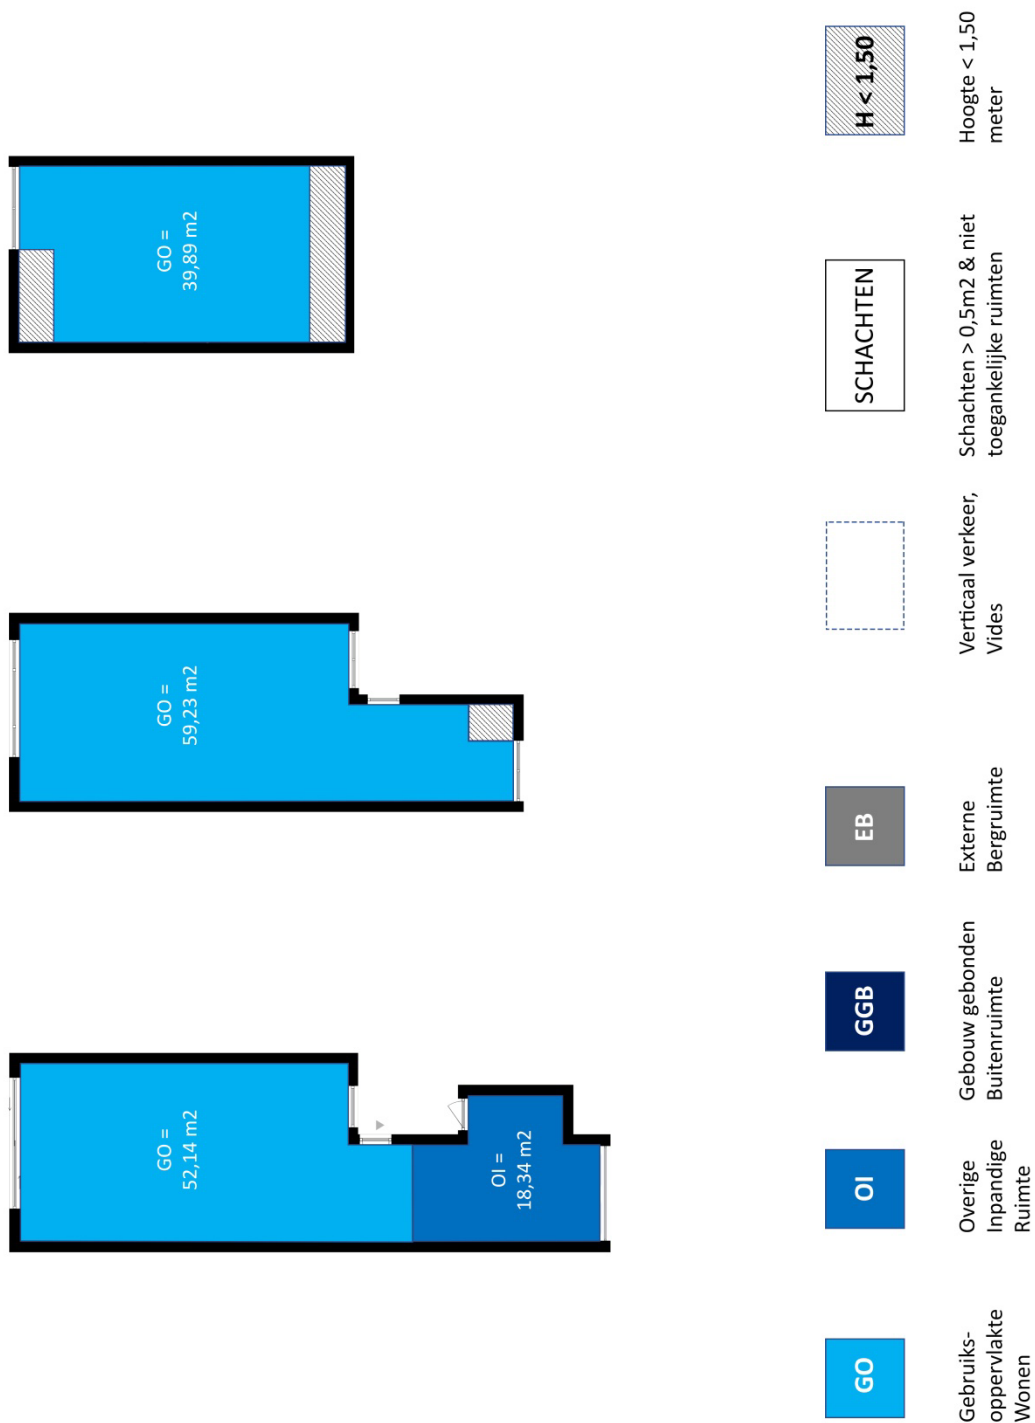 GO =
52,14 m2
OI =
18,34 m2
GO =
59,23 m2
GO =
39,89 m2
GO
Gebruiks-
oppervlakte
Wonen
OI
Overige
Inpandige
Ruimte
GGB
Gebouw gebonden
Buitenruimte
EB
Externe
Bergruimte
Verticaal verkeer,
Vides
SCHACHTEN
Schachten > 0,5m2 & niet
toegankelijke ruimten
H < 1,50
Hoogte < 1,50
meter